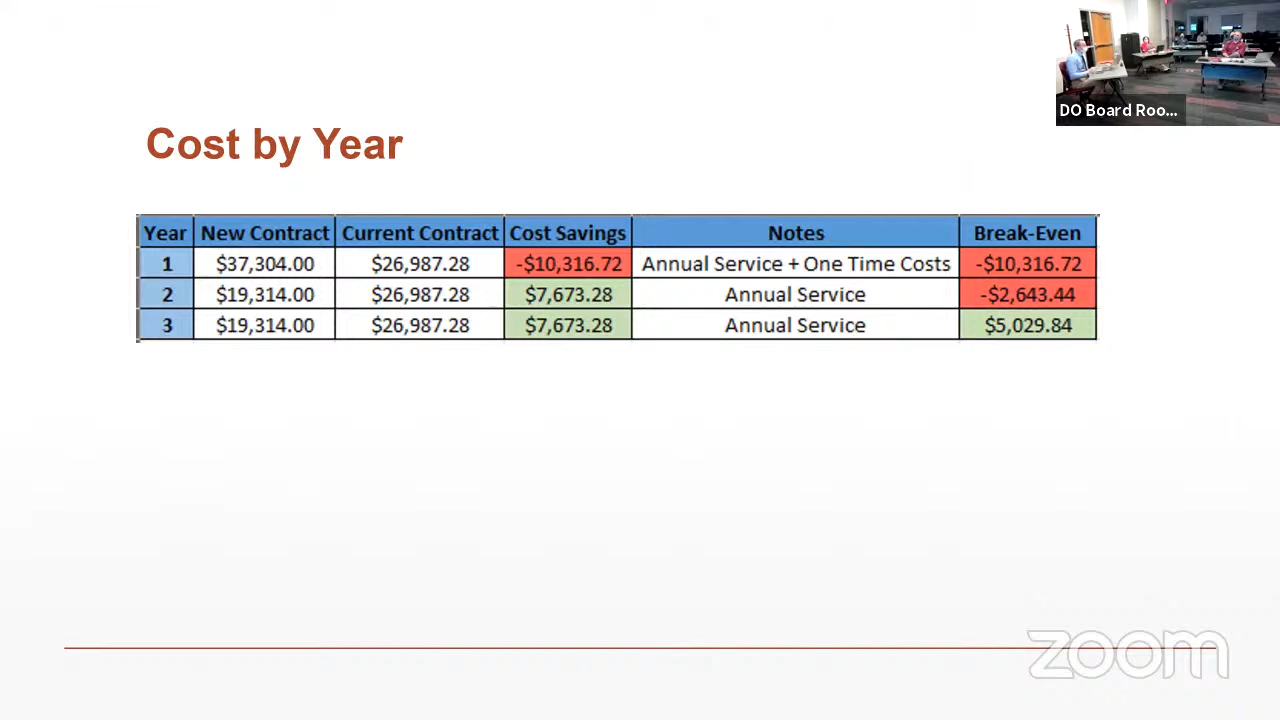 DO Board Roo...
Cost by Year
Year New Contract Current Contract Cost Savings Notes Break-Even
1 $37,304.00 $26,987.28 -$10,316.72 Annual Service + One Time Costs -$10,316.72
2 $19,314.00 $26,987.28 $7,673.28 Annual Service -$2,643.44
3 $19,314.00 $26,987.28 $7,673.28 Annual Service $5,029.84
zoom